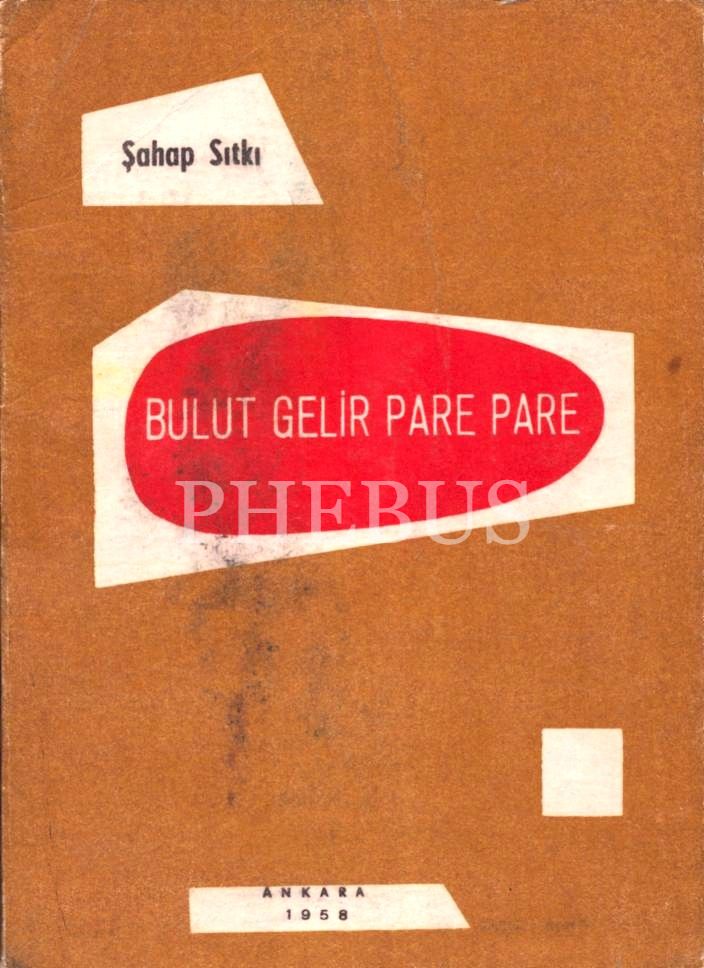 Şahap Sıtkı
BULUT GELİR PARE PARE
PHEBUS
ANKARA
1958